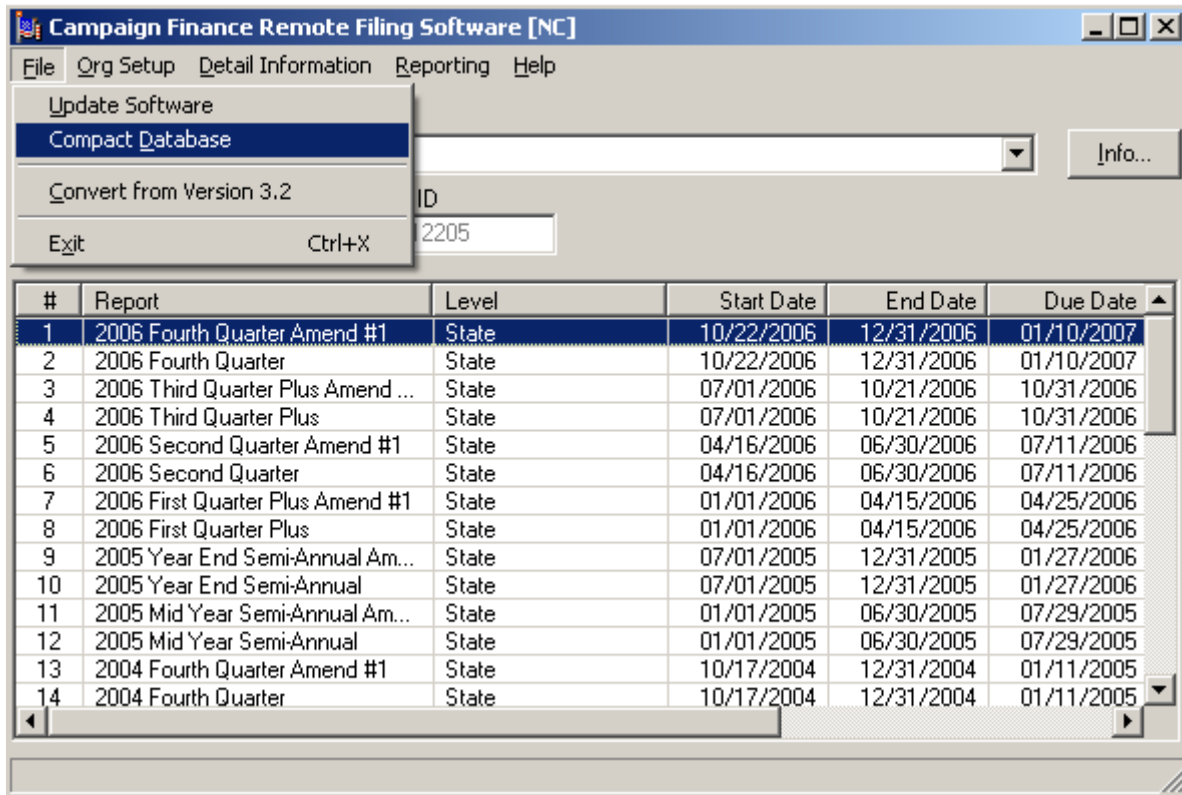 Campaign Finance Remote Filing Software [NC]
File Org Setup Detail Information Reporting Help
Update Software
Compact Database
Info...
Convert from Version 3.2
ID
Exit Ctrl+X
2205
# Report Level Start Date End Date Due Date
1 2006 Fourth Quarter Amend #1 State 10/22/2006 12/31/2006 01/10/2007
2 2006 Fourth Quarter State 10/22/2006 12/31/2006 01/10/2007
3 2006 Third Quarter Plus Amend ... State 07/01/2006 10/21/2006 10/31/2006
4 2006 Third Quarter Plus State 07/01/2006 10/21/2006 10/31/2006
5 2006 Second Quarter Amend #1 State 04/16/2006 06/30/2006 07/11/2006
6 2006 Second Quarter State 04/16/2006 06/30/2006 07/11/2006
7 2006 First Quarter Plus Amend #1 State 01/01/2006 04/15/2006 04/25/2006
8 2006 First Quarter Plus State 01/01/2006 04/15/2006 04/25/2006
9 2005 Year End Semi-Annual Am... State 07/01/2005 12/31/2005 01/27/2006
10 2005 Year End Semi-Annual State 07/01/2005 12/31/2005 01/27/2006
11 2005 Mid Year Semi-Annual Am... State 01/01/2005 06/30/2005 07/29/2005
12 2005 Mid Year Semi-Annual State 01/01/2005 06/30/2005 07/29/2005
13 2004 Fourth Quarter Amend #1 State 10/17/2004 12/31/2004 01/11/2005
14 2004 Fourth Quarter State 10/17/2004 12/31/2004 01/11/2005